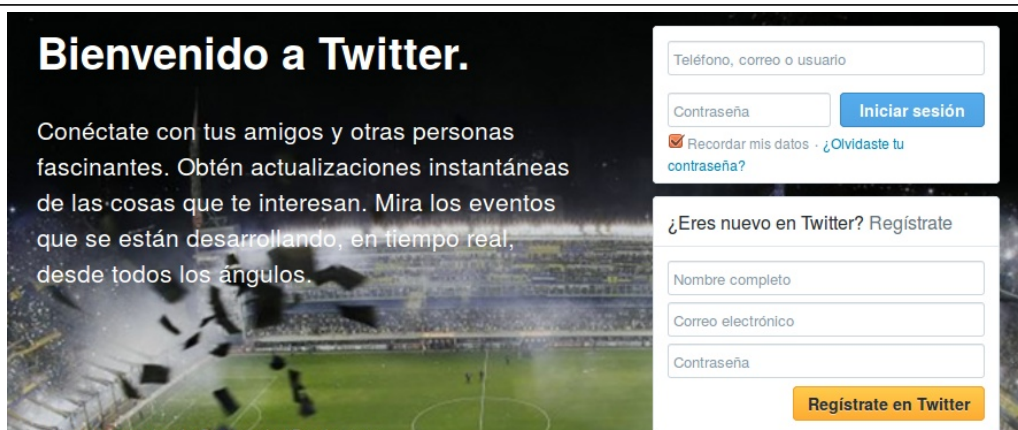 Bienvenido a Twitter.
Conéctate con tus amigos y otras personas
fascinantes. Obtén actualizaciones instantáneas
de las cosas que te interesan. Mira los eventos
que se están desarrollando, en tiempo real,
desde todos los ángulos.
Teléfono, correo o usuario
Contraseña
Iniciar sesión
Recordar mis datos · ¿Olvidaste tu
contraseña?
¿Eres nuevo en Twitter? Regístrate
Nombre completo
Correo electrónico
Contraseña
Regístrate en Twitter